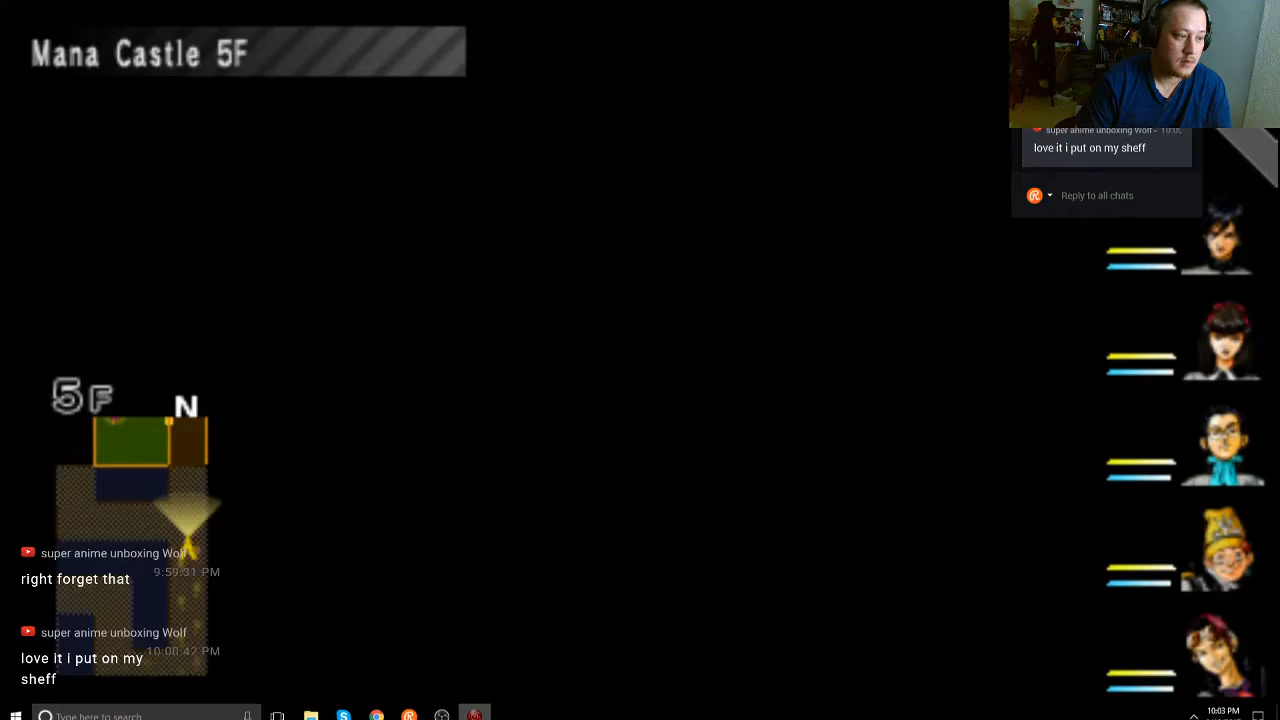 Mana Castle 5F
super anime unboxing Wolf - 10:0
love it i put on my sheff
Reply to all chats
5F
N
super anime unboxing Wolf
right forget that
9:59:31 PM
super anime unboxing Wolf
10:00:42 PM
love it i put on my
sheff
Type here to search
10:03 PM